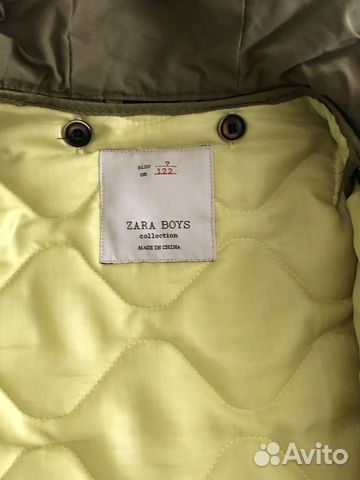 size 7
cm 122
ZARA BOYS
collection
MADE IN CHINA
Avito